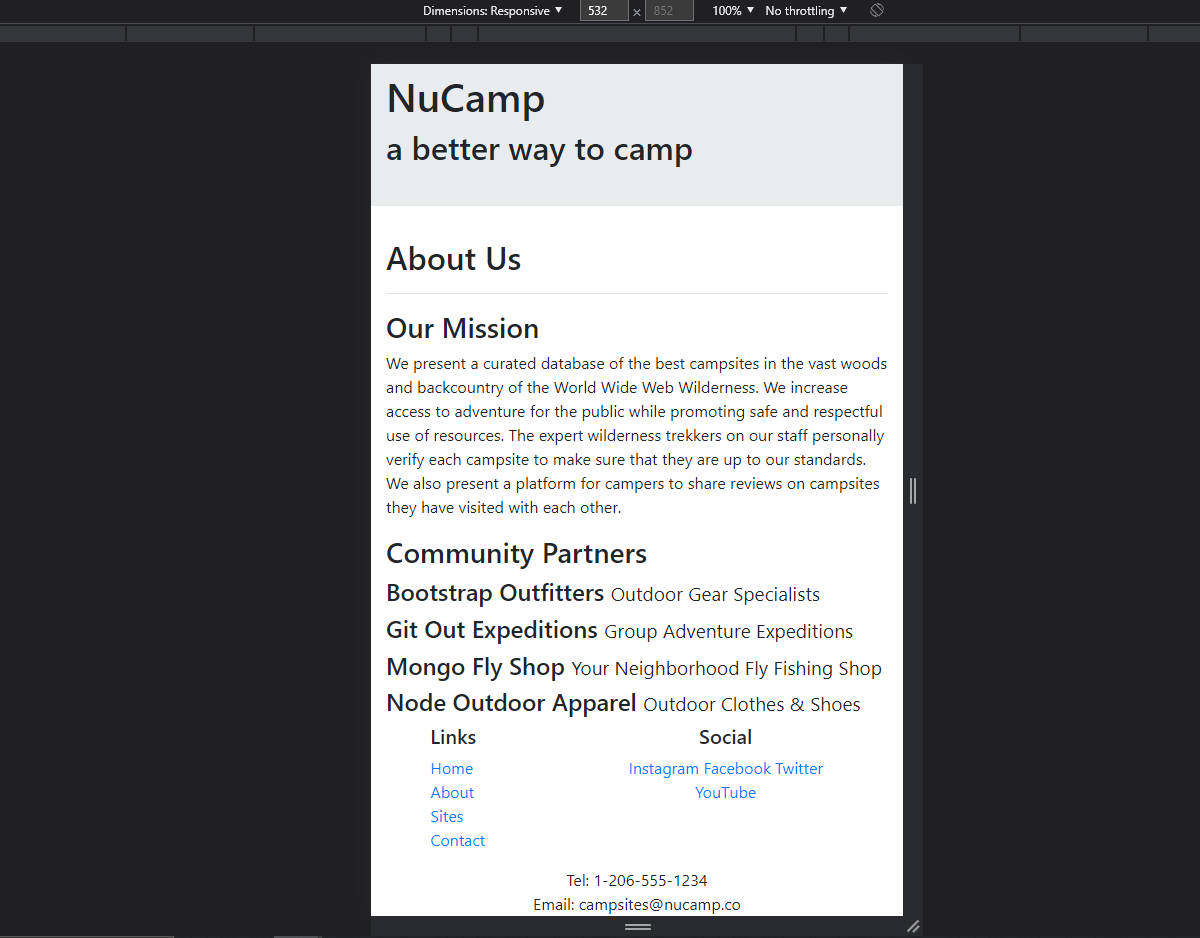 Dimensions: Responsive ▼ 532 × 852 100% ▼ No throttling ▼
NuCamp
a better way to camp
About Us
Our Mission
We present a curated database of the best campsites in the vast woods
and backcountry of the World Wide Web Wilderness. We increase
access to adventure for the public while promoting safe and respectful
use of resources. The expert wilderness trekkers on our staff personally
verify each campsite to make sure that they are up to our standards.
We also present a platform for campers to share reviews on campsites
they have visited with each other.
Community Partners
Bootstrap Outfitters Outdoor Gear Specialists
Git Out Expeditions Group Adventure Expeditions
Mongo Fly Shop Your Neighborhood Fly Fishing Shop
Node Outdoor Apparel Outdoor Clothes & Shoes
Links
Home
About
Sites
Contact
Social
Instagram Facebook Twitter
YouTube
Tel: 1-206-555-1234
Email: campsites@nucamp.co